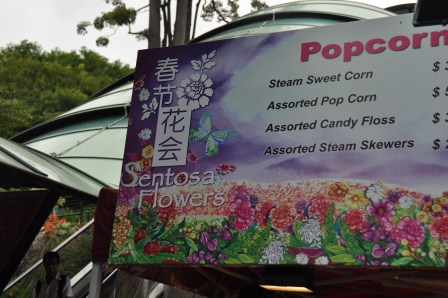 春节花会
Sentosa
Flowers
Popcorn
Steam Sweet Corn $
Assorted Pop Corn $
Assorted Candy Floss $
Assorted Steam Skewers $